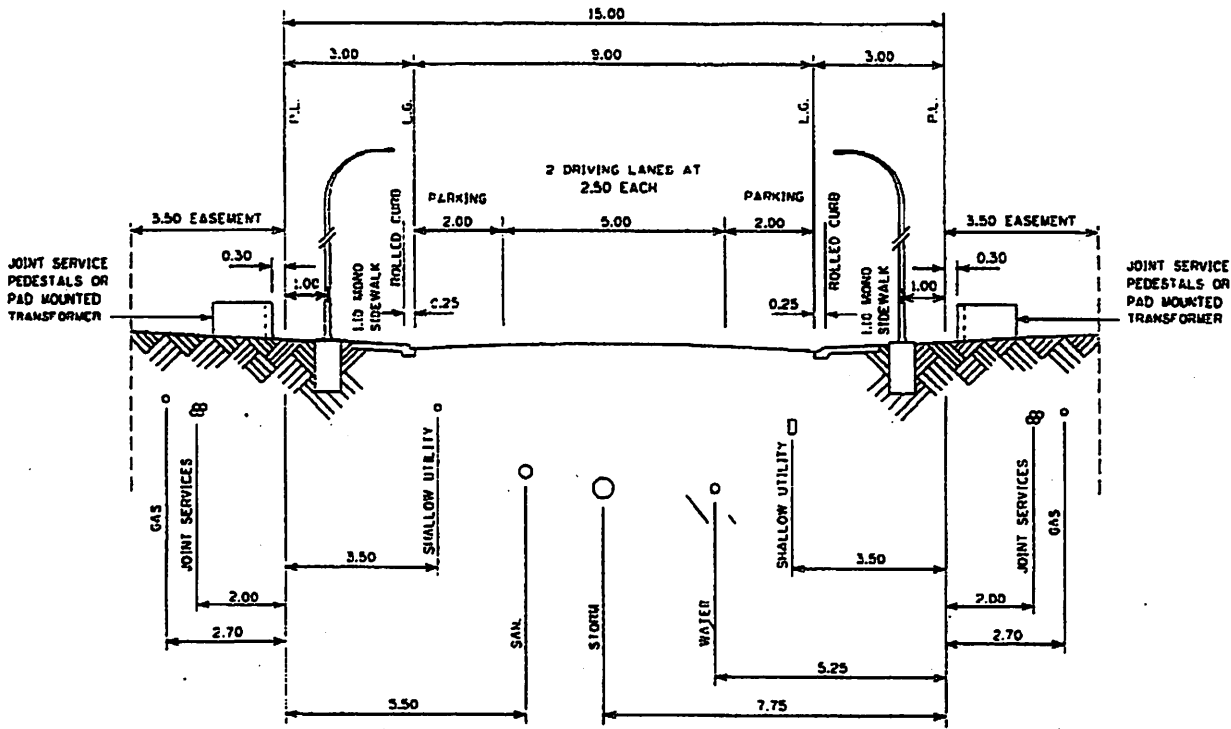 15.00
3.00
9.00
3.00
P.L.
L.G.
L.G.
P.L.
2 DRIVING LANES AT
2.50 EACH
PARKING
PARKING
ROLLED CURB
ROLLED CURB
3.50 EASEMENT
2.00
5.00
2.00
3.50 EASEMENT
JOINT SERVICE
PEDESTALS OR
PAD MOUNTED
TRANSFORMER
0.30
1.00
1.10 MONO
SIDEWALK
0.25
0.25
1.10 MONO
SIDEWALK
1.00
0.30
JOINT SERVICE
PEDESTALS OR
PAD MOUNTED
TRANSFORMER
GAS
JOINT SERVICES
SHALLOW UTILITY
SHALLOW UTILITY
JOINT SERVICES
GAS
3.50
3.50
2.00
2.00
2.70
2.70
SAN.
STORM
WATER
5.25
5.50
7.75